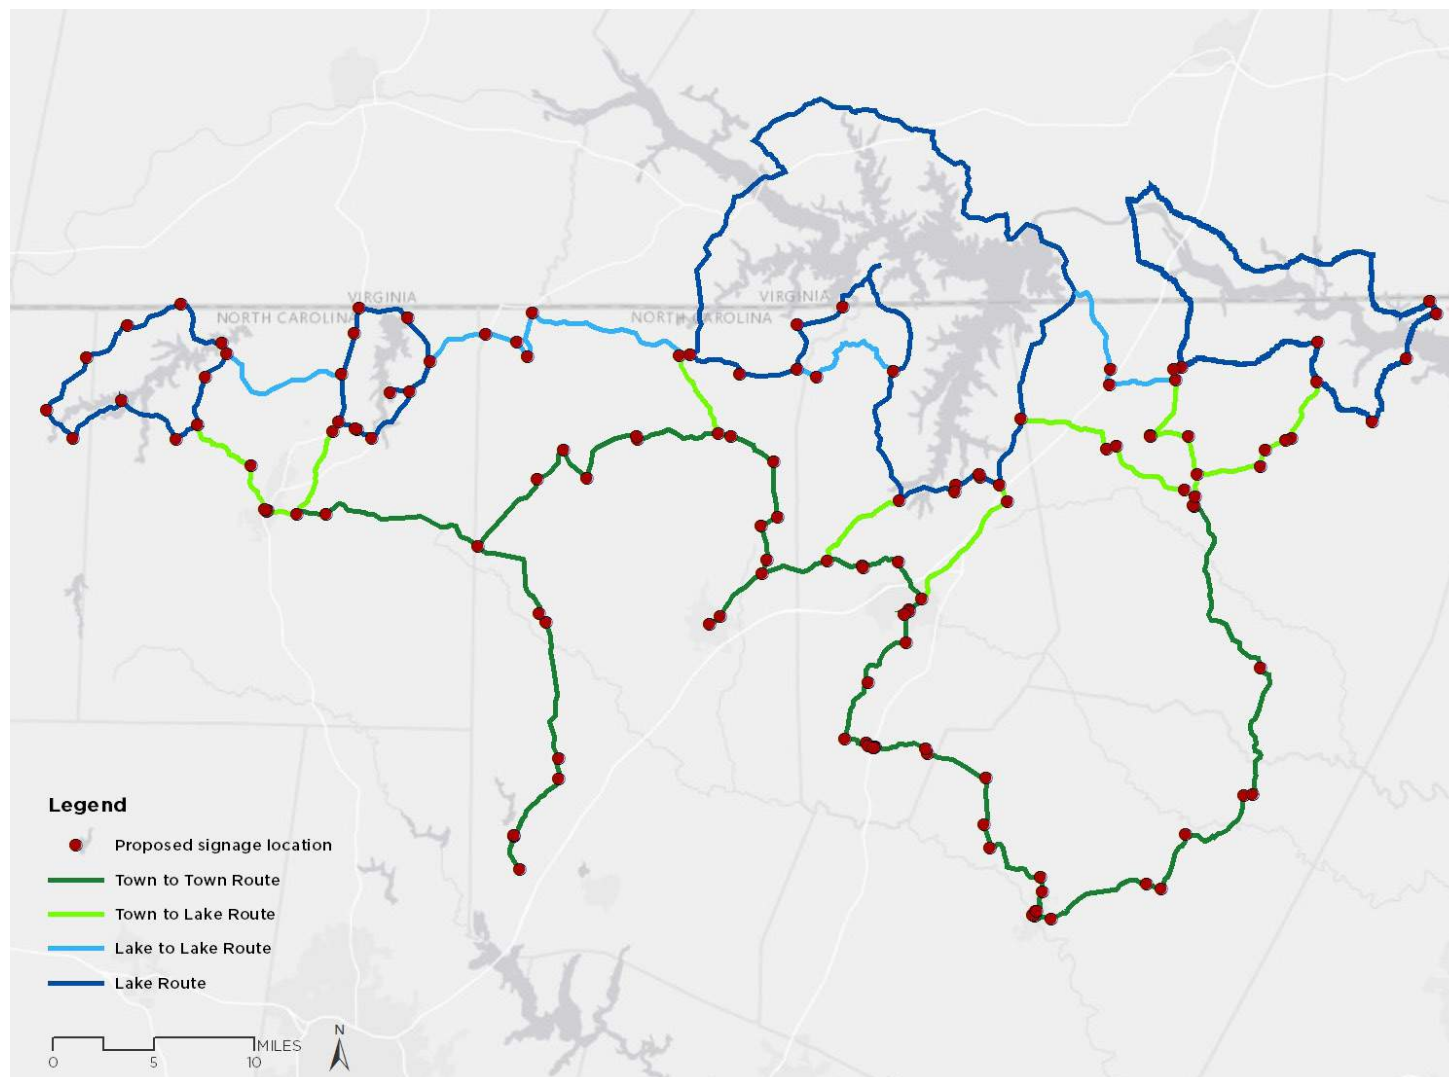 VIRGINIA
NORTH CAROLINA
VIRGINIA
NORTH CAROLINA
Legend
Proposed signage location
Town to Town Route
Town to Lake Route
Lake to Lake Route
Lake Route
N
MILES
0 5 10